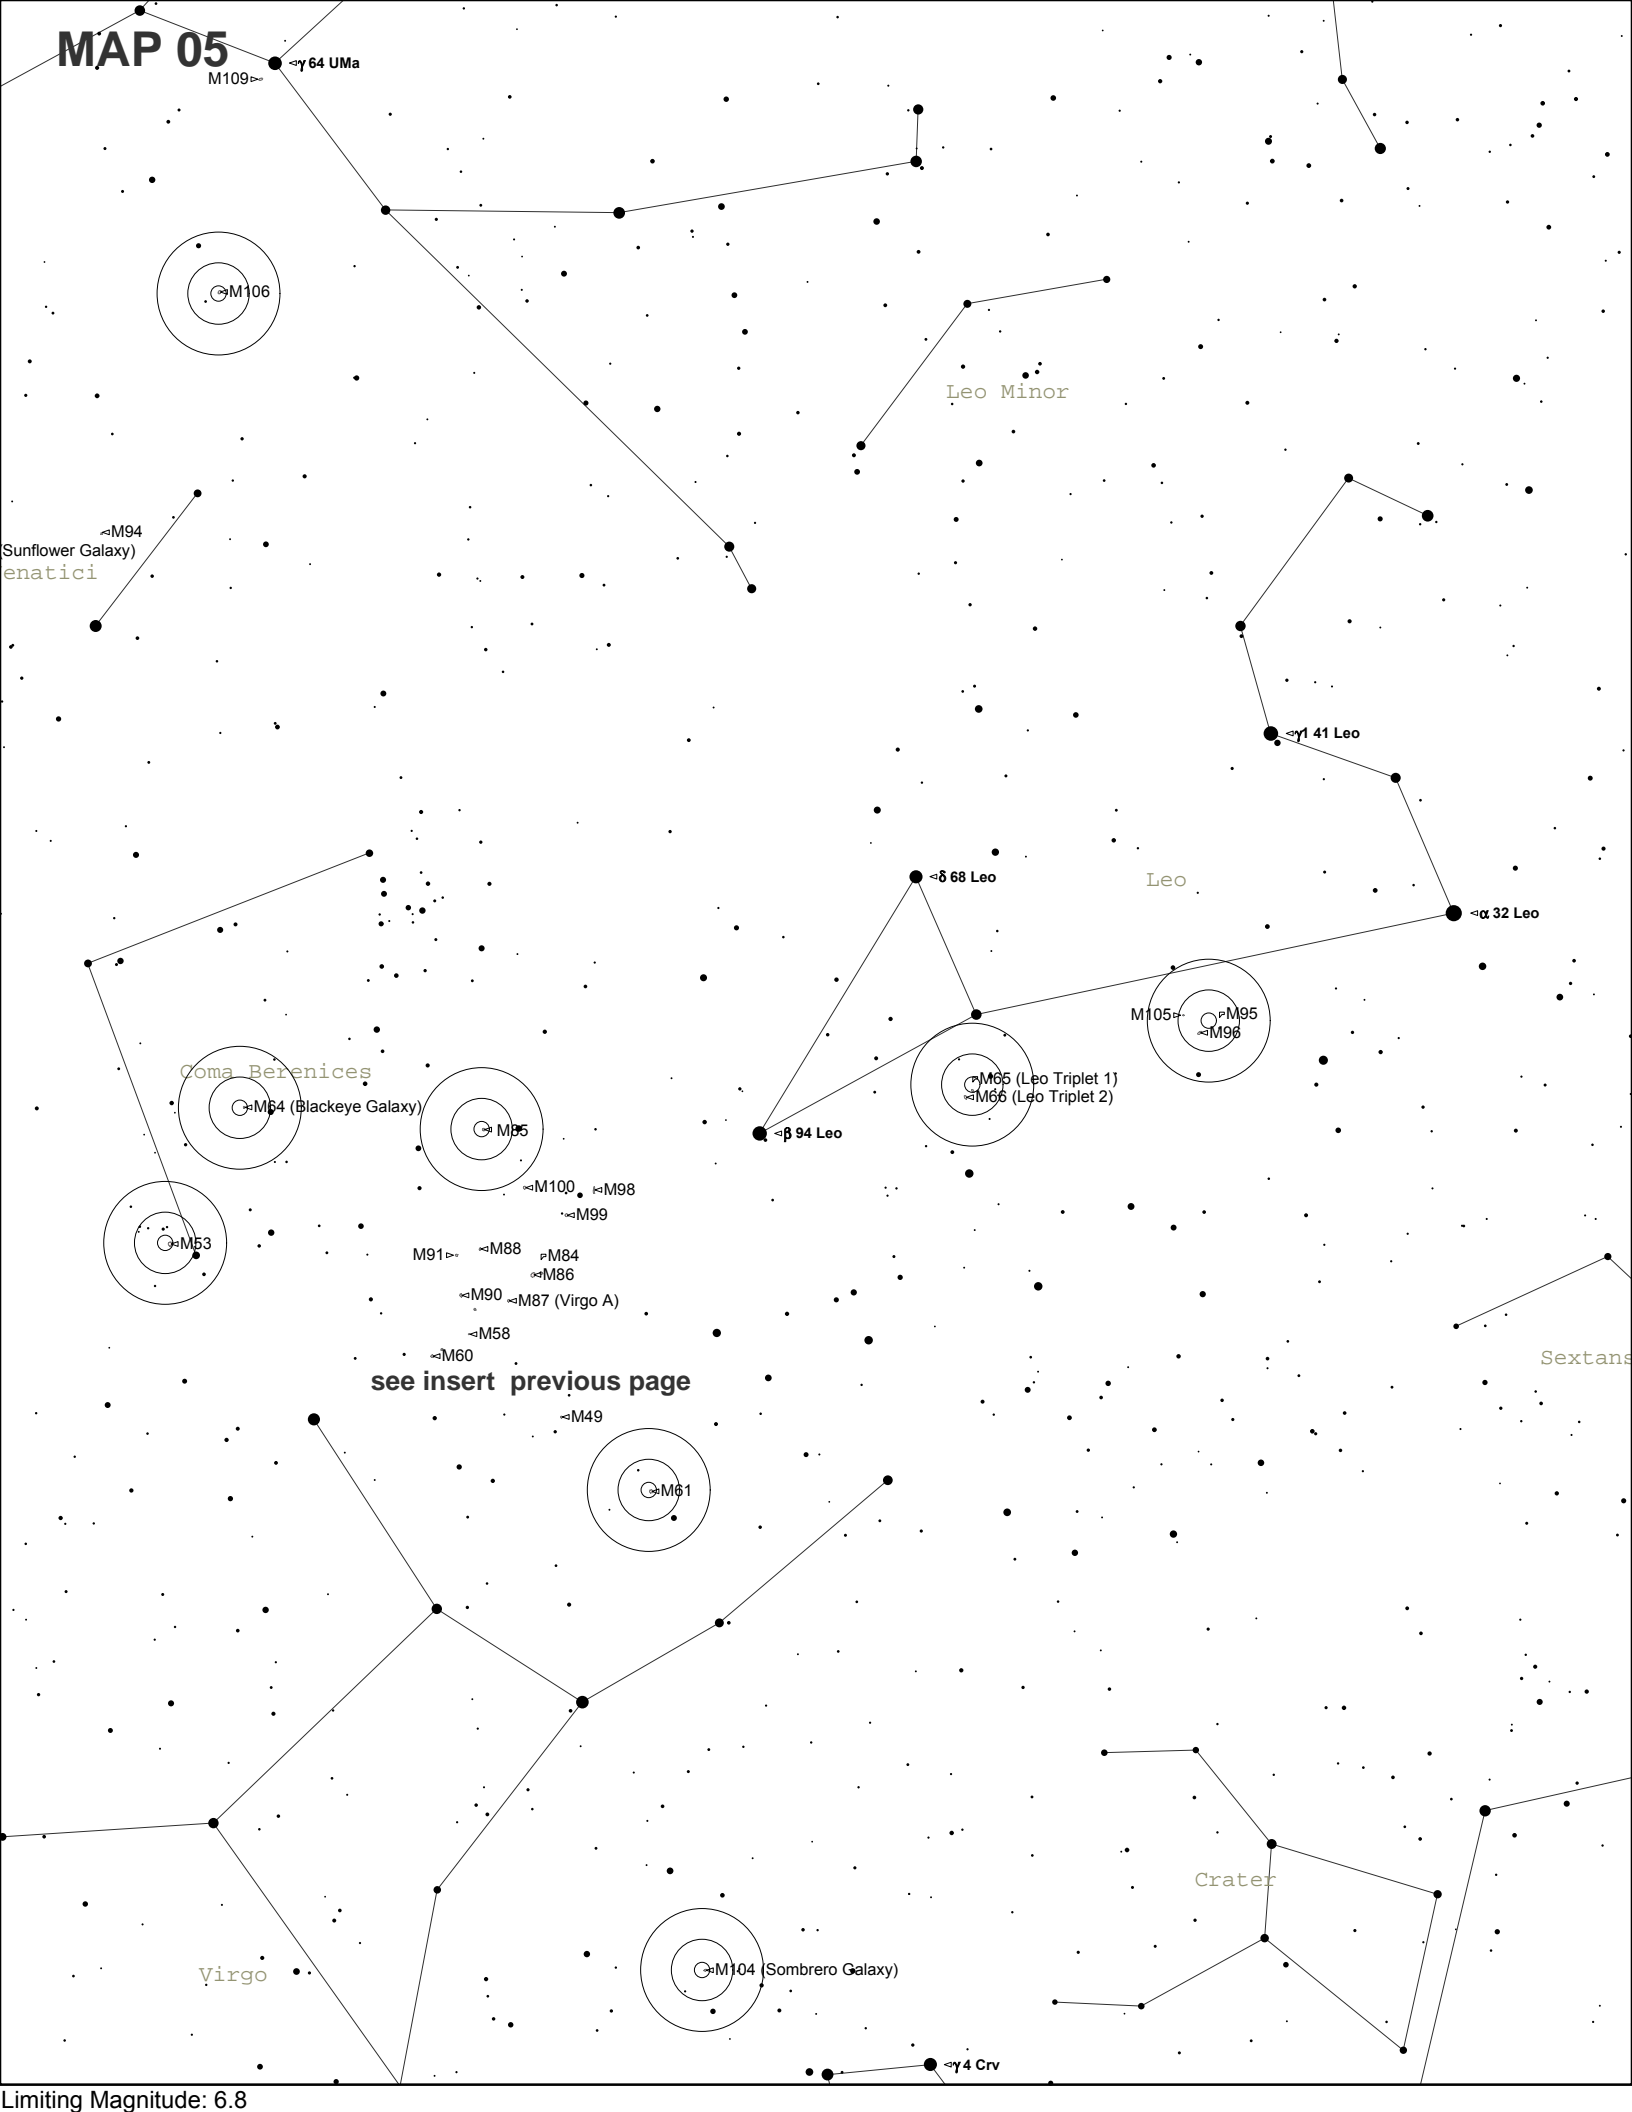 MAP 05
γ 64 UMa
M109
M106
Leo Minor
M94
(Sunflower Galaxy)
enatici
γ1 41 Leo
δ 68 Leo
Leo
α 32 Leo
M105
M95
M96
Coma Berenices
M65 (Leo Triplet 1)
M66 (Leo Triplet 2)
M64 (Blackeye Galaxy)
M85
β 94 Leo
M100
M98
M99
M53
M91
M88
M84
M86
M90
M87 (Virgo A)
M58
M60
Sextans
see insert previous page
M49
M61
Crater
Virgo
M104 (Sombrero Galaxy)
γ 4 Crv
Limiting Magnitude: 6.8